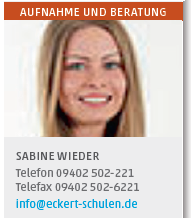 AUFNAHME UND BERATUNG
SABINE WIEDER
Telefon 09402 502-221
Telefax 09402 502-6221
info@eckert-schulen.de